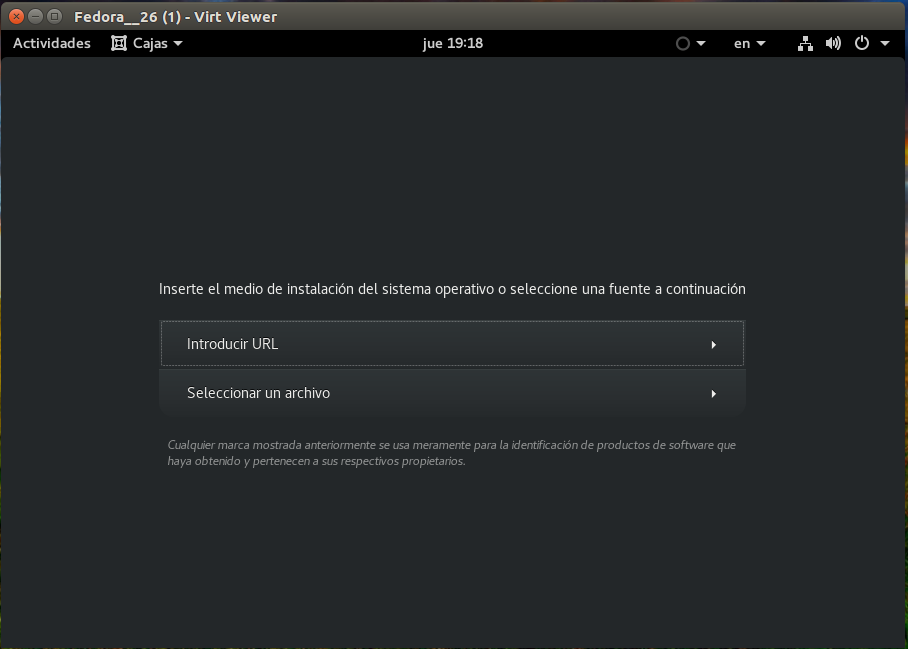 Fedora__26 (1) - Virt Viewer
Actividades Cajas jue 19:18 en
Inserte el medio de instalación del sistema operativo o seleccione una fuente a continuación
Introducir URL
Seleccionar un archivo
Cualquier marca mostrada anteriormente se usa meramente para la identificación de productos de software que
haya obtenido y pertenecen a sus respectivos propietarios.